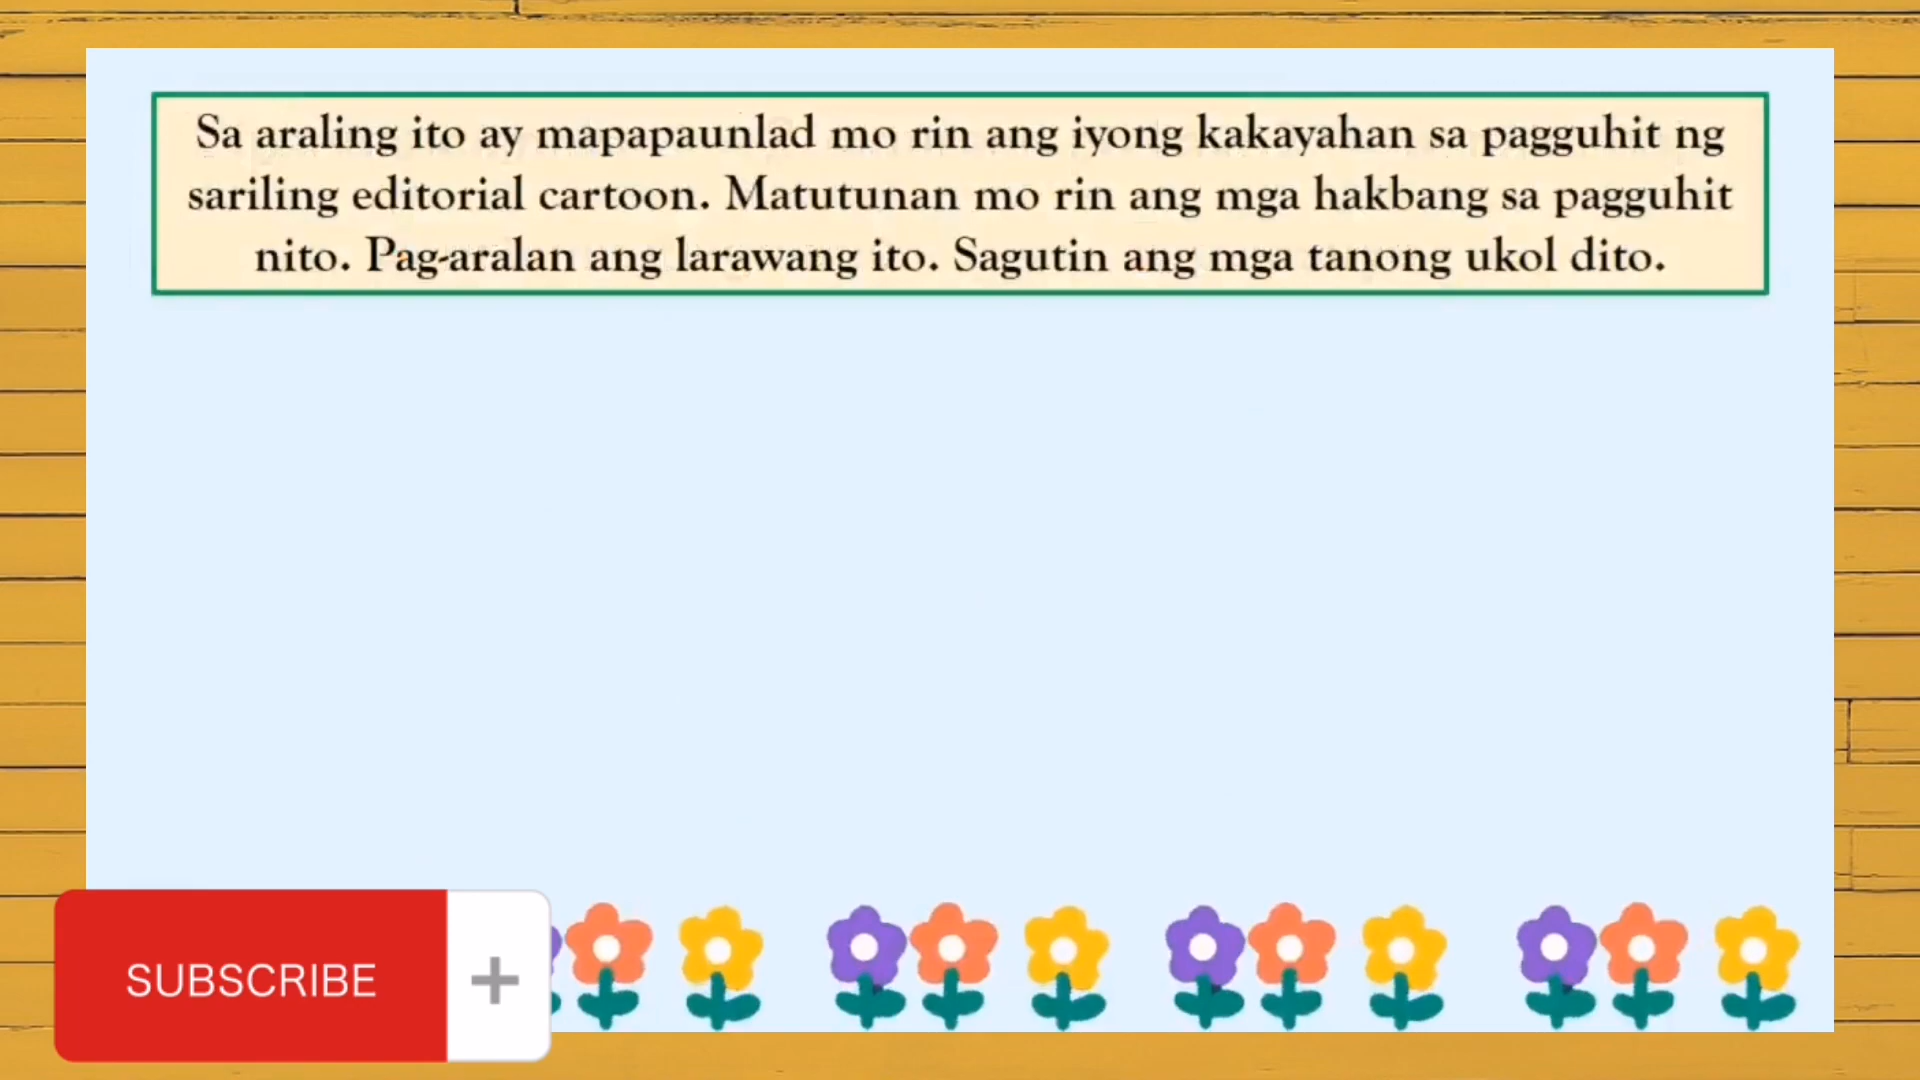 Sa araling ito ay mapapaunlad mo rin ang iyong kakayahan sa pagguhit ng
sariling editorial cartoon. Matutunan mo rin ang mga hakbang sa pagguhit
nito. Pag-aralan ang larawang ito. Sagutin ang mga tanong ukol dito.
SUBSCRIBE +